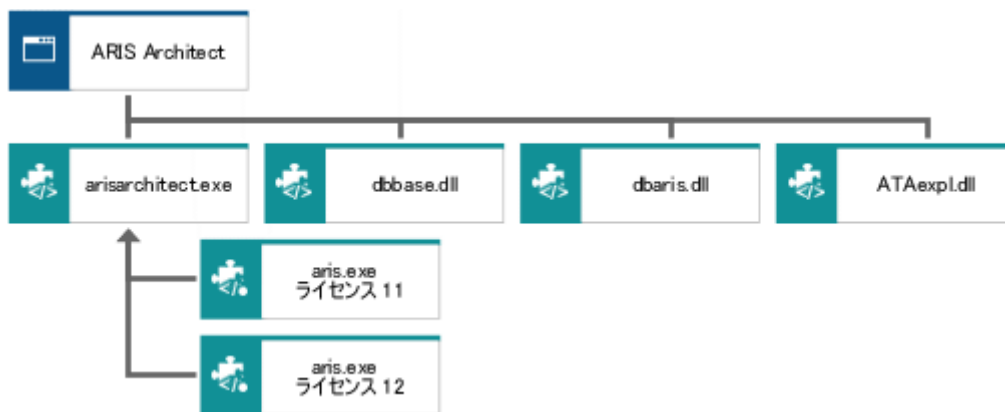 ARIS Architect
arisarchitect.exe
dbbase.dll
dbaris.dll
ATAexpl.dll
aris.exe
ライセンス 11
aris.exe
ライセンス 12